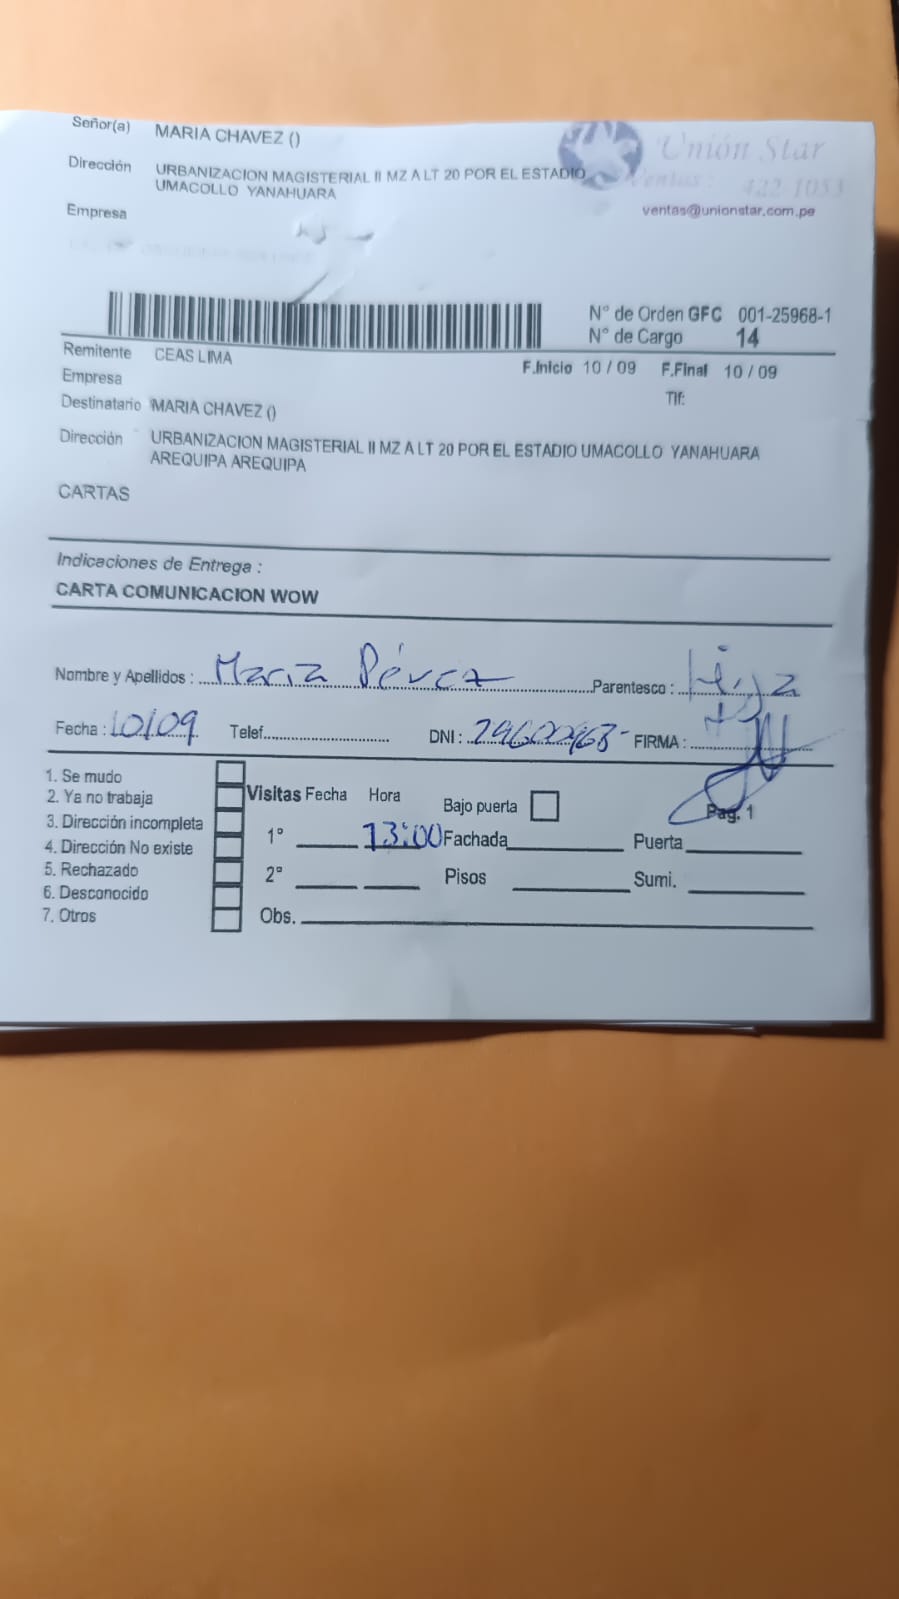 Señor(a) MARIA CHAVEZ ()
Dirección URBANIZACION MAGISTERIAL II MZ A LT 20 POR EL ESTADIO
UMACOLLO YANAHUARA
Empresa
Unión Star
Ventas : 422 1053
ventas@unionstar.com.pe
N° de Orden GFC 001-25968-1
N° de Cargo 14
Remitente CEAS LIMA
F.Inicio 10 / 09 F.Final 10 / 09
Empresa
Tlf:
Destinatario MARIA CHAVEZ ()
Dirección URBANIZACION MAGISTERIAL II MZ A LT 20 POR EL ESTADIO UMACOLLO YANAHUARA
AREQUIPA AREQUIPA
CARTAS
Indicaciones de Entrega :
CARTA COMUNICACION WOW
Nombre y Apellidos : Maria Pérez Parentesco : Hija
Fecha : 10/09 Telef. DNI : 29600963 FIRMA :
Pag. 1
1. Se mudo
2. Ya no trabaja
3. Dirección incompleta
4. Dirección No existe
5. Rechazado
6. Desconocido
7. Otros
Visitas Fecha Hora Bajo puerta
1° 13:00 Fachada Puerta
2° Pisos Sumi.
Obs.